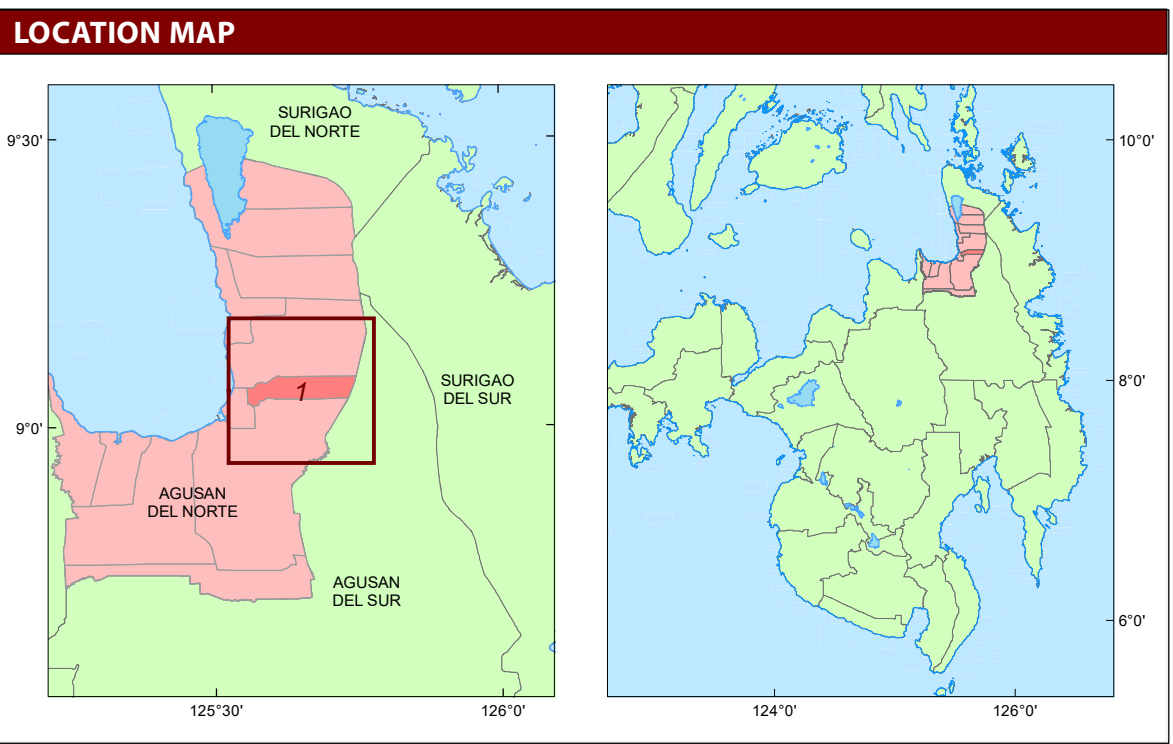 LOCATION MAP
SURIGAO
DEL NORTE
9°30'
SURIGAO
DEL SUR
1
9°0'
AGUSAN
DEL NORTE
AGUSAN
DEL SUR
125°30'
126°0'
10°0'
8°0'
6°0'
124°0'
126°0'